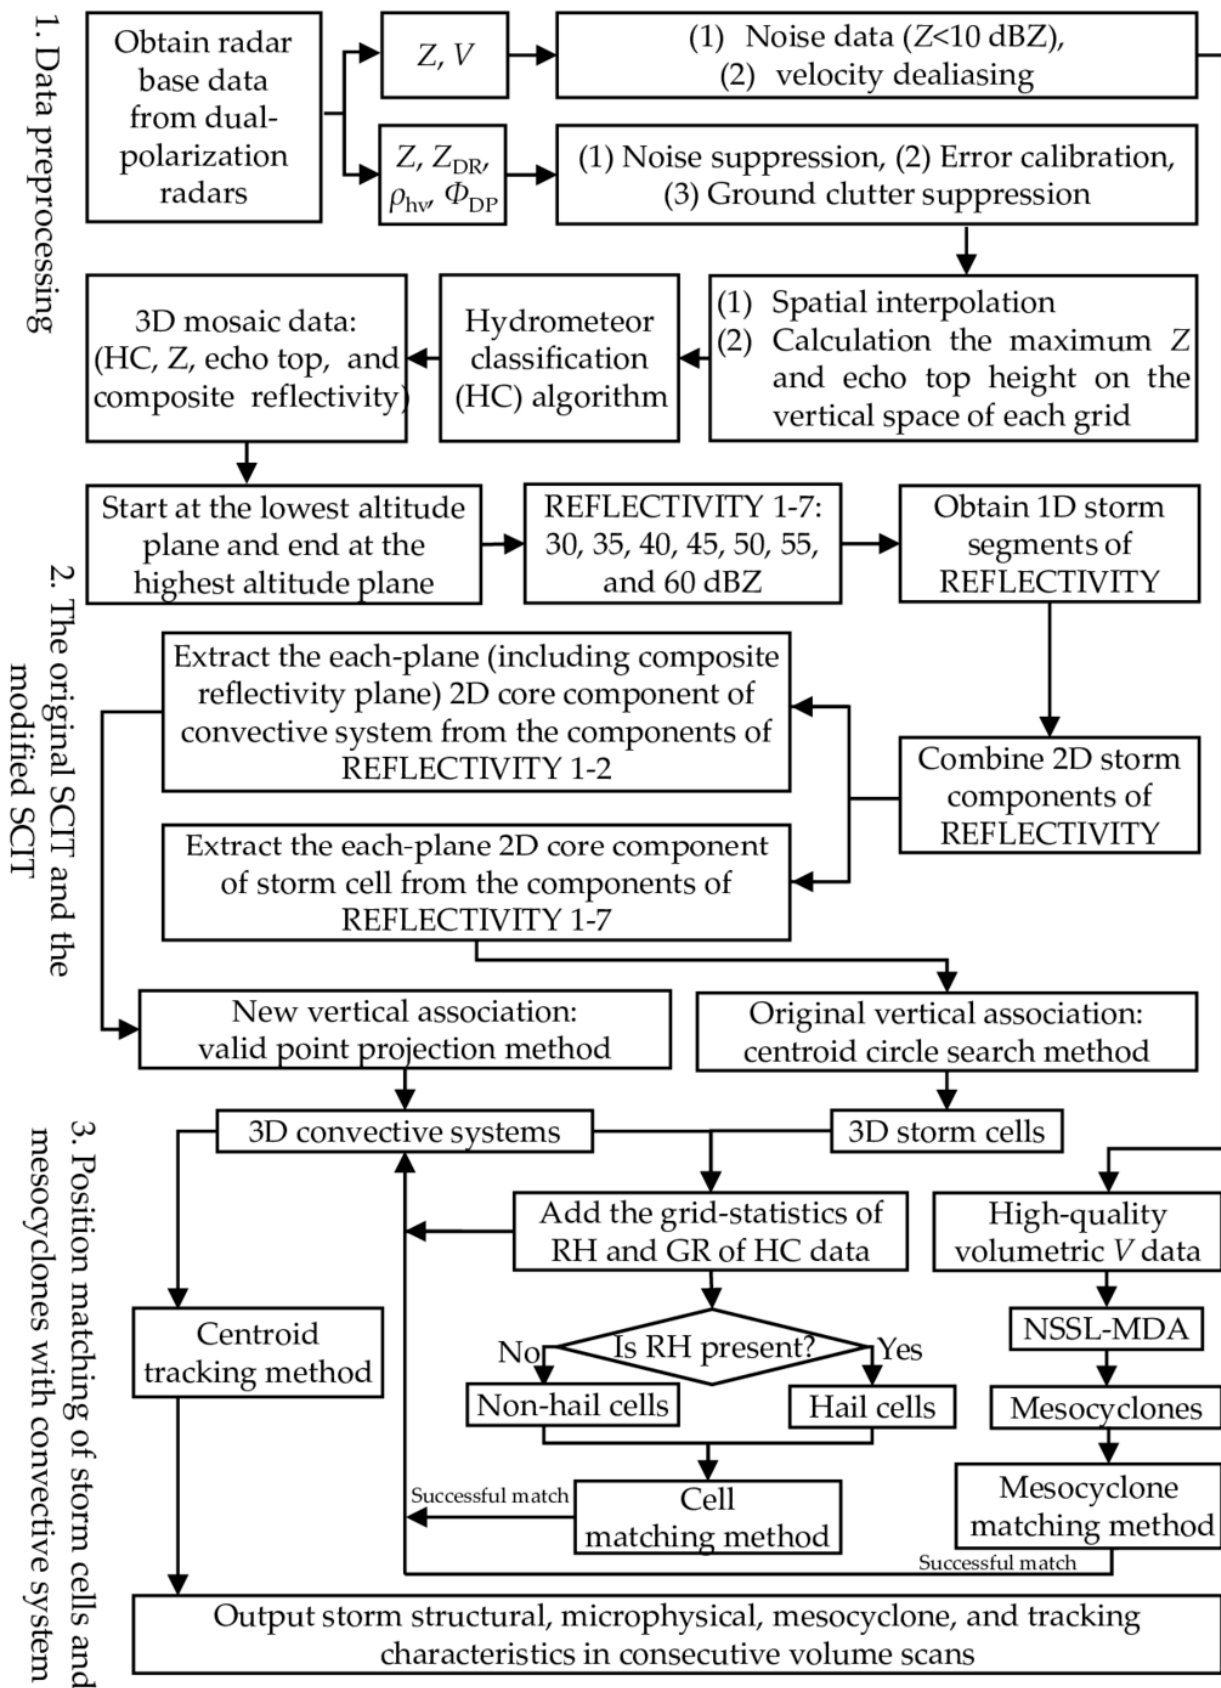 1. Data preprocessing
Obtain radar
base data
from dual-
polarization
radars
Z, V
(1) Noise data (Z<10 dBZ),
(2) velocity dealiasing
Z, Z_DR,
ρ_hv, Φ_DP
(1) Noise suppression, (2) Error calibration,
(3) Ground clutter suppression
(1) Spatial interpolation
(2) Calculation the maximum Z
and echo top height on the
vertical space of each grid
Hydrometeor
classification
(HC) algorithm
3D mosaic data:
(HC, Z, echo top, and
composite reflectivity)
2. The original SCIT and the
modified SCIT
Start at the lowest altitude
plane and end at the
highest altitude plane
REFLECTIVITY 1-7:
30, 35, 40, 45, 50, 55,
and 60 dBZ
Obtain 1D storm
segments of
REFLECTIVITY
Combine 2D storm
components of
REFLECTIVITY
Extract the each-plane (including composite
reflectivity plane) 2D core component of
convective system from the components of
REFLECTIVITY 1-2
Extract the each-plane 2D core component
of storm cell from the components of
REFLECTIVITY 1-7
New vertical association:
valid point projection method
Original vertical association:
centroid circle search method
3. Position matching of storm cells and
mesocyclones with convective system
3D convective systems
3D storm cells
Add the grid-statistics of
RH and GR of HC data
High-quality
volumetric V data
NSSL-MDA
Centroid
tracking method
Is RH present?
No
Yes
Non-hail cells
Hail cells
Mesocyclones
Successful match
Cell
matching method
Mesocyclone
matching method
Successful match
Output storm structural, microphysical, mesocyclone, and tracking
characteristics in consecutive volume scans